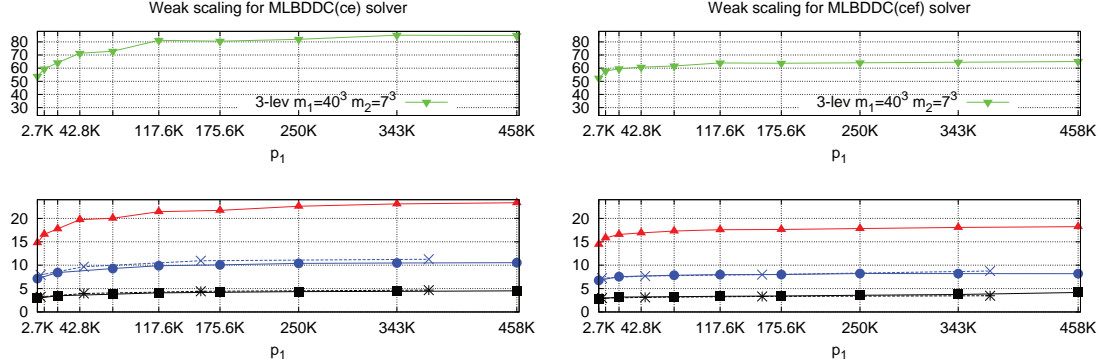 Weak scaling for MLBDDC(ce) solver
80
70
60
50
40
30
3-lev m₁=40³ m₂=7³
2.7K 42.8K 117.6K 175.6K 250K 343K 458K
p₁
20
15
10
5
0
2.7K 42.8K 117.6K 175.6K 250K 343K 458K
p₁
Weak scaling for MLBDDC(cef) solver
80
70
60
50
40
30
3-lev m₁=40³ m₂=7³
2.7K 42.8K 117.6K 175.6K 250K 343K 458K
p₁
20
15
10
5
0
2.7K 42.8K 117.6K 175.6K 250K 343K 458K
p₁